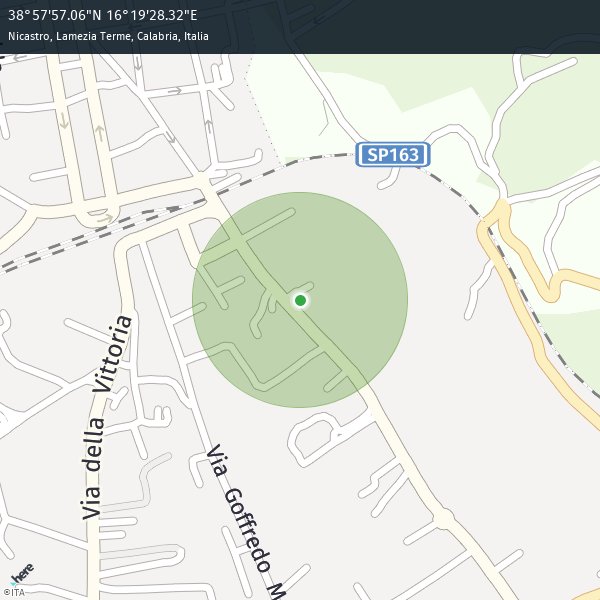 38°57'57.06"N 16°19'28.32"E
Nicastro, Lamezia Terme, Calabria, Italia
SP163
Via della Vittoria
Via Goffredo M
here
©ITA